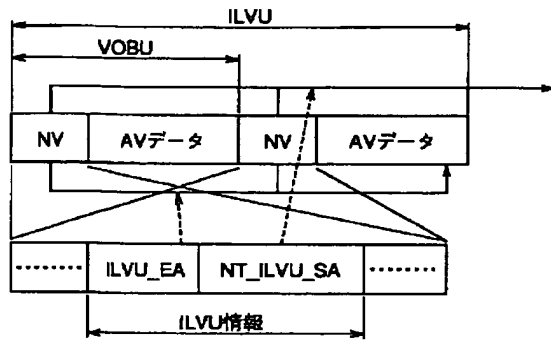 ILVU
VOBU
NV AVデータ NV AVデータ
......... ILVU_EA NT_ILVU_SA .........
ILVU情報